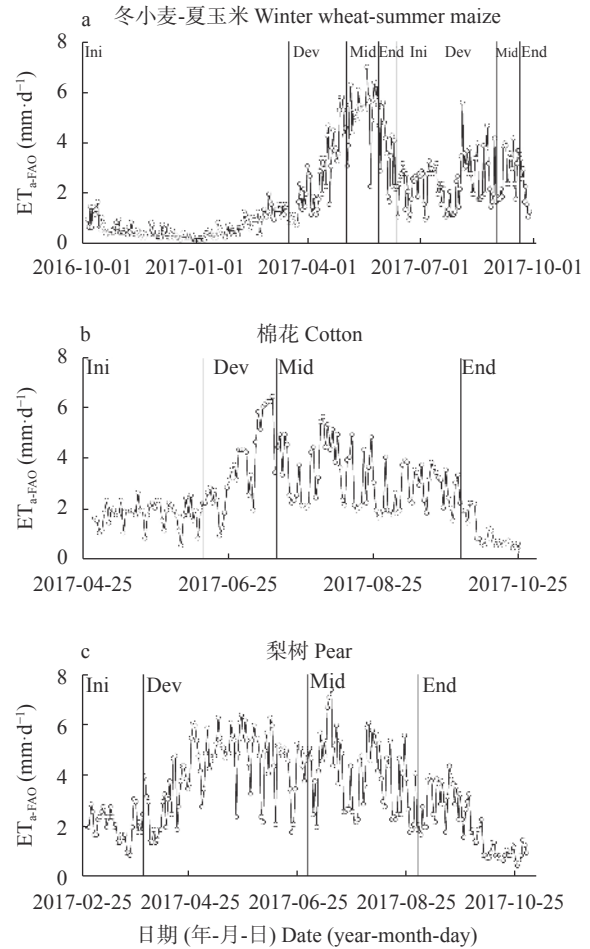 a 冬小麦-夏玉米 Winter wheat-summer maize
8
Ini Dev Mid End Ini Dev Mid End
6
4
2
0
ETa-FAO (mm·d−1)
2016-10-01 2017-01-01 2017-04-01 2017-07-01 2017-10-01
b 棉花 Cotton
8
Ini Dev Mid End
6
4
2
0
ETa-FAO (mm·d−1)
2017-04-25 2017-06-25 2017-08-25 2017-10-25
c 梨树 Pear
8
Ini Dev Mid End
6
4
2
0
ETa-FAO (mm·d−1)
2017-02-25 2017-04-25 2017-06-25 2017-08-25 2017-10-25
日期 (年-月-日) Date (year-month-day)